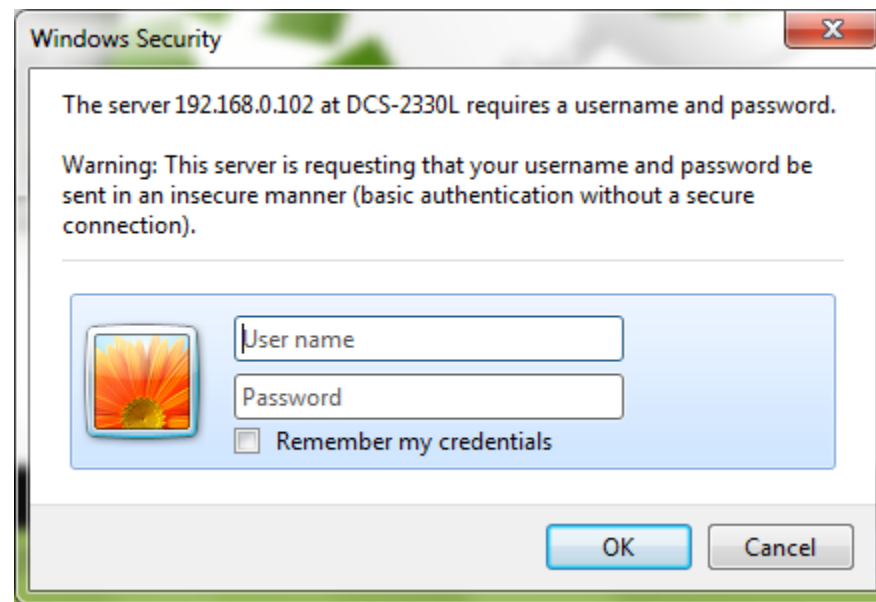 Windows Security
The server 192.168.0.102 at DCS-2330L requires a username and password.
Warning: This server is requesting that your username and password be
sent in an insecure manner (basic authentication without a secure
connection).
User name
Password
Remember my credentials
OK
Cancel